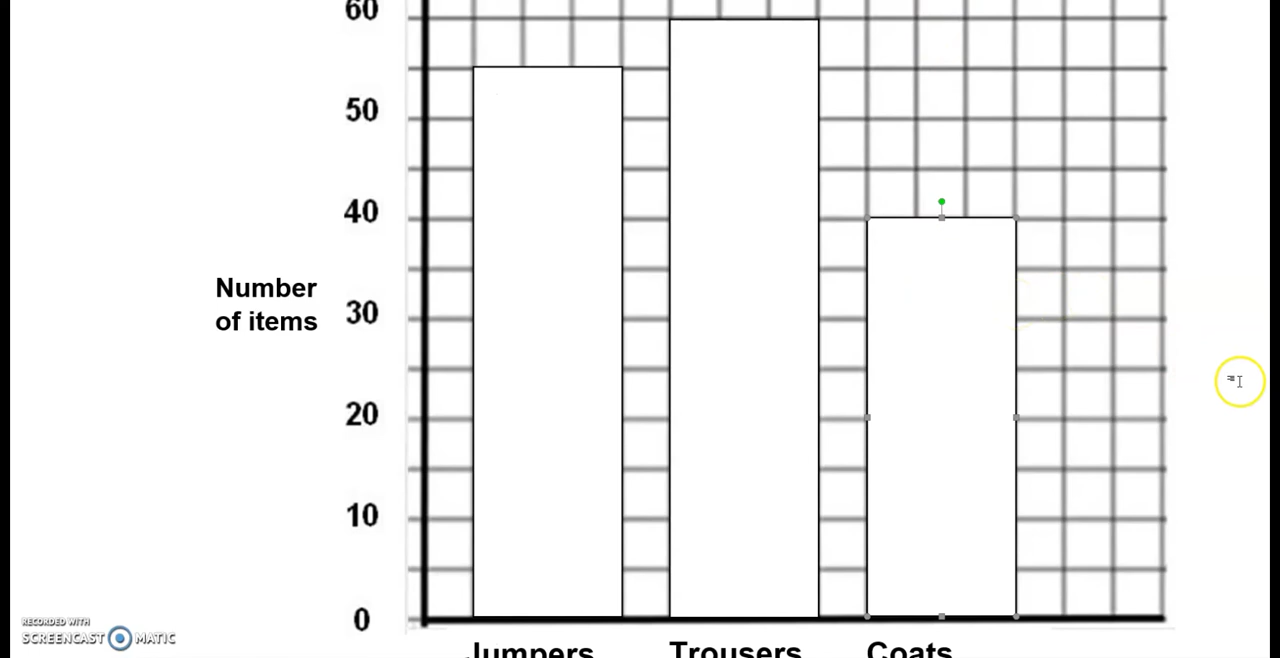 60
50
40
Number
of items
30
20
10
0
Jumpers Trousers Coats
RECORDED WITH
SCREENCAST MATIC